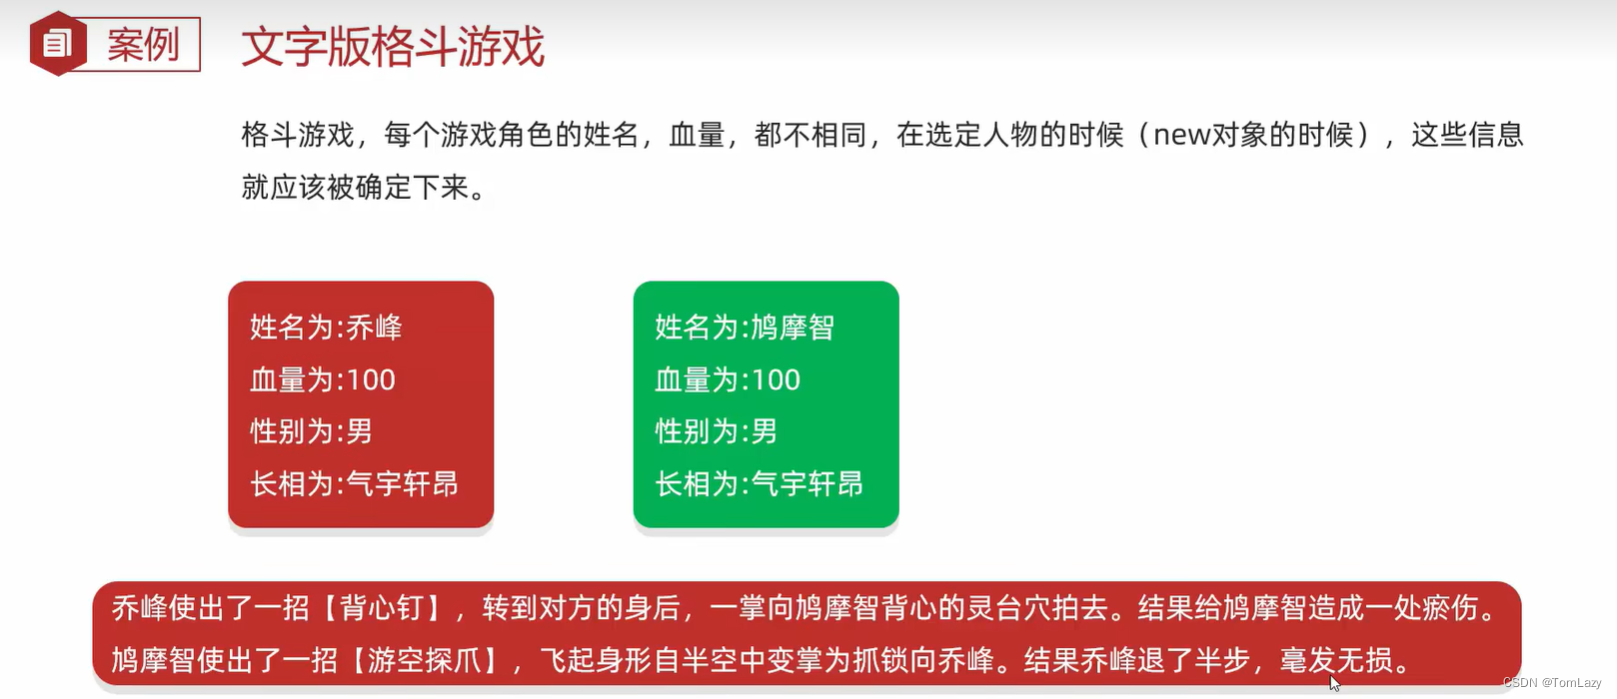 案例
文字版格斗游戏
格斗游戏，每个游戏角色的姓名，血量，都不相同，在选定人物的时候（new对象的时候），这些信息
就应该被确定下来。
姓名为:乔峰
血量为:100
性别为:男
长相为:气宇轩昂
姓名为:鸠摩智
血量为:100
性别为:男
长相为:气宇轩昂
乔峰使出了一招【背心钉】，转到对方的身后，一掌向鸠摩智背心的灵台穴拍去。结果给鸠摩智造成一处瘀伤。
鸠摩智使出了一招【游空探爪】，飞起身形自半空中变掌为抓锁向乔峰。结果乔峰退了半步，毫发无损。
CSDN @TomLazy